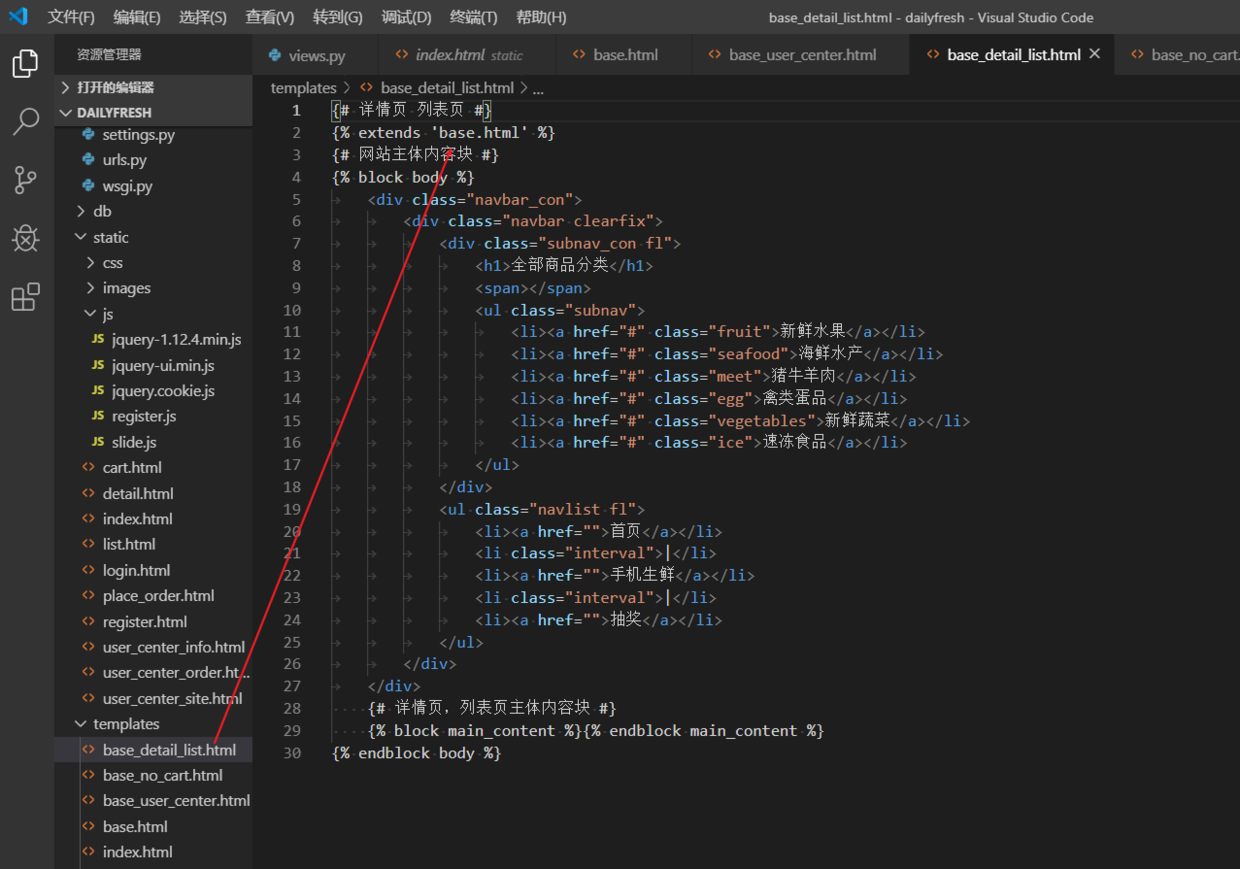 文件(F) 编辑(E) 选择(S) 查看(V) 转到(G) 调试(D) 终端(T) 帮助(H) base_detail_list.html - dailyfresh - Visual Studio Code
资源管理器
打开的编辑器
DAILYFRESH
settings.py
urls.py
wsgi.py
db
static
css
images
js
JS jquery-1.12.4.min.js
JS jquery-ui.min.js
JS jquery.cookie.js
JS register.js
JS slide.js
cart.html
detail.html
index.html
list.html
login.html
place_order.html
register.html
user_center_info.html
user_center_order.ht...
user_center_site.html
templates
base_detail_list.html
base_no_cart.html
base_user_center.html
base.html
index.html
views.py index.html static base.html base_user_center.html base_detail_list.html base_no_cart.
templates > base_detail_list.html > ...
1 {# 详情页 列表页 #}
2 {% extends 'base.html' %}
3 {# 网站主体内容块 #}
4 {% block body %}
5 <div class="navbar_con">
6 <div class="navbar clearfix">
7 <div class="subnav_con fl">
8 <h1>全部商品分类</h1>
9 <span></span>
10 <ul class="subnav">
11 <li><a href="#" class="fruit">新鲜水果</a></li>
12 <li><a href="#" class="seafood">海鲜水产</a></li>
13 <li><a href="#" class="meet">猪牛羊肉</a></li>
14 <li><a href="#" class="egg">禽类蛋品</a></li>
15 <li><a href="#" class="vegetables">新鲜蔬菜</a></li>
16 <li><a href="#" class="ice">速冻食品</a></li>
17 </ul>
18 </div>
19 <ul class="navlist fl">
20 <li><a href="">首页</a></li>
21 <li class="interval">|</li>
22 <li><a href="">手机生鲜</a></li>
23 <li class="interval">|</li>
24 <li><a href="">抽奖</a></li>
25 </ul>
26 </div>
27 </div>
28 {# 详情页，列表页主体内容块 #}
29 {% block main_content %}{% endblock main_content %}
30 {% endblock body %}